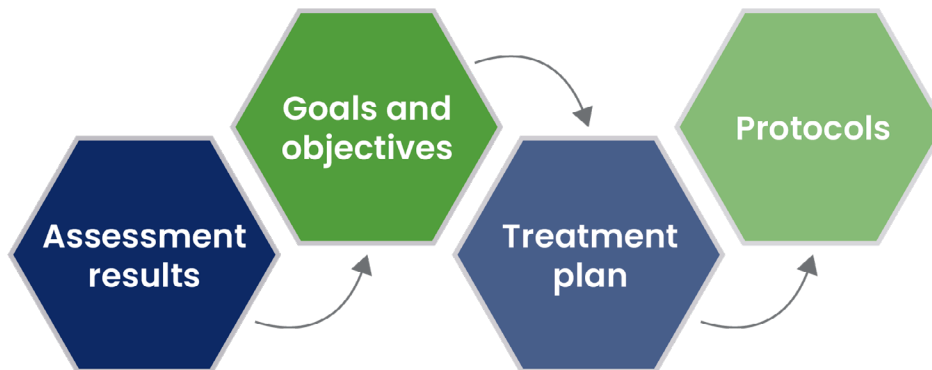 Assessment
results
Goals and
objectives
Treatment
plan
Protocols